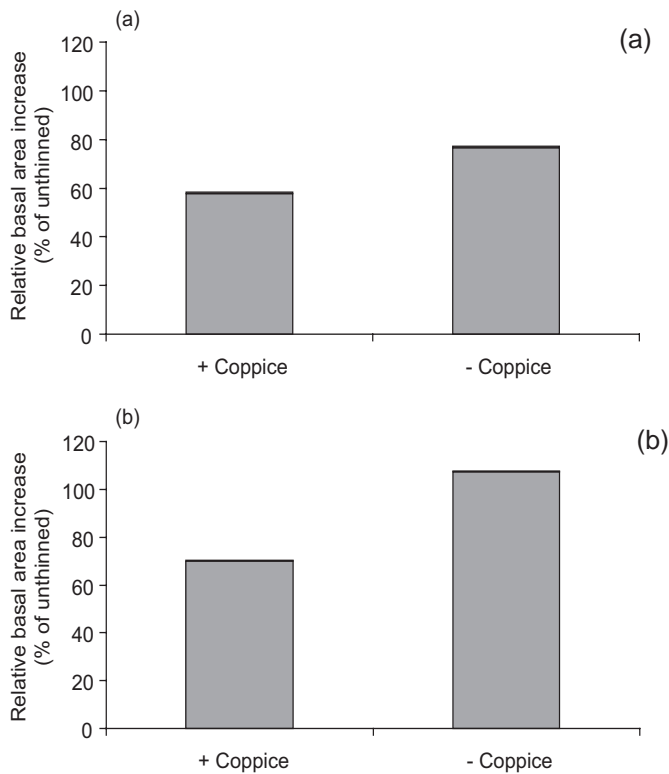 (a)
(a)
Relative basal area increase
(% of unthinned)
120
100
80
60
40
20
0
+ Coppice
- Coppice
(b)
(b)
Relative basal area increase
(% of unthinned)
120
100
80
60
40
20
0
+ Coppice
- Coppice